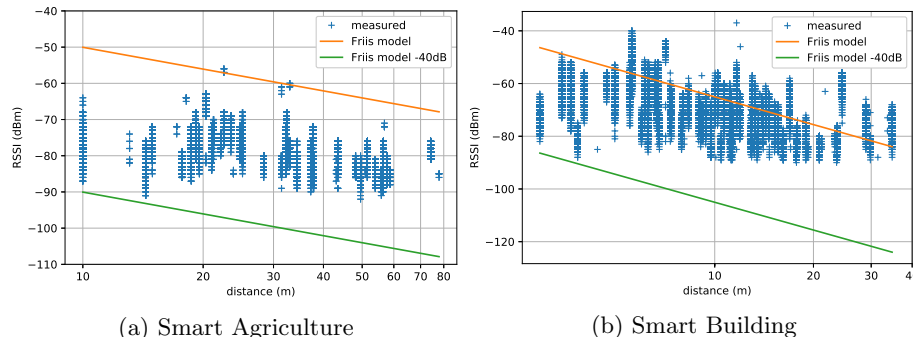 −40
−50
−60
−70
−80
−90
−100
−110
RSSI (dBm)
measured
Friis model
Friis model -40dB
10
20
30
40
50
60
70
80
distance (m)
(a) Smart Agriculture
−40
−60
−80
−100
−120
RSSI (dBm)
measured
Friis model
Friis model -40dB
10
20
30
4
distance (m)
(b) Smart Building